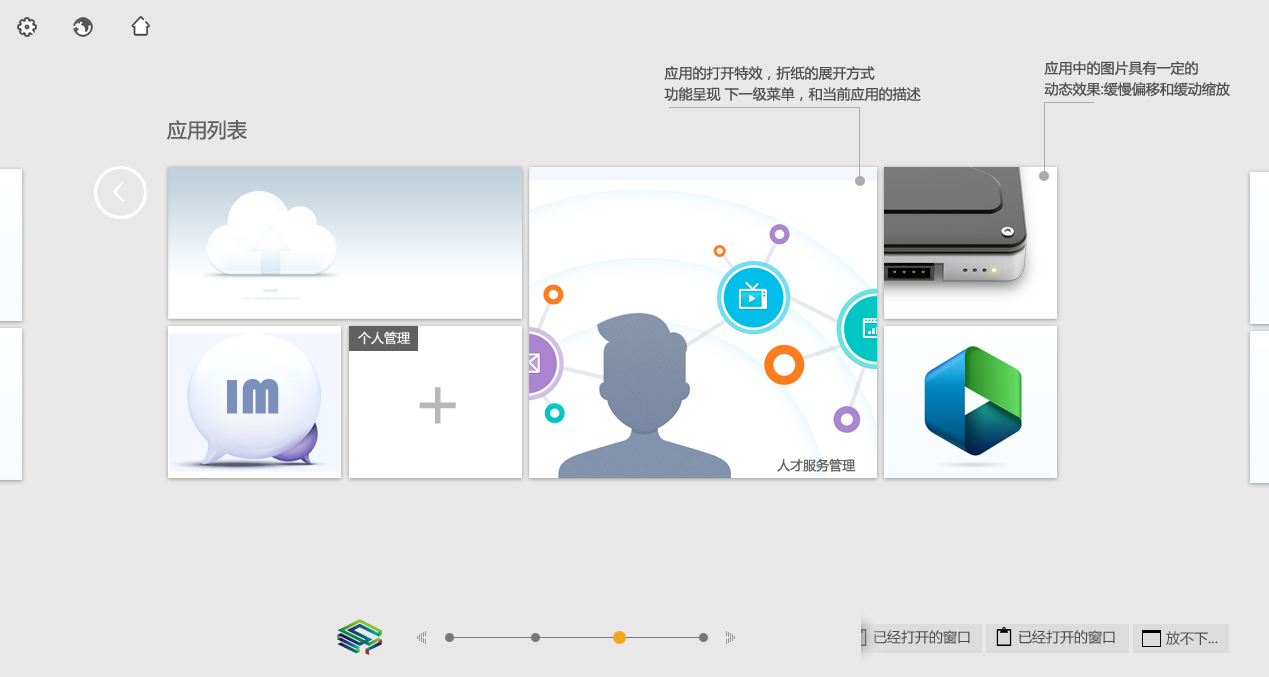 应用的打开特效，折纸的展开方式
功能呈现 下一级菜单，和当前应用的描述
应用中的图片具有一定的
动态效果:缓慢偏移和缓动缩放
应用列表
IM
个人管理
人才服务管理
已经打开的窗口
已经打开的窗口
放不下...